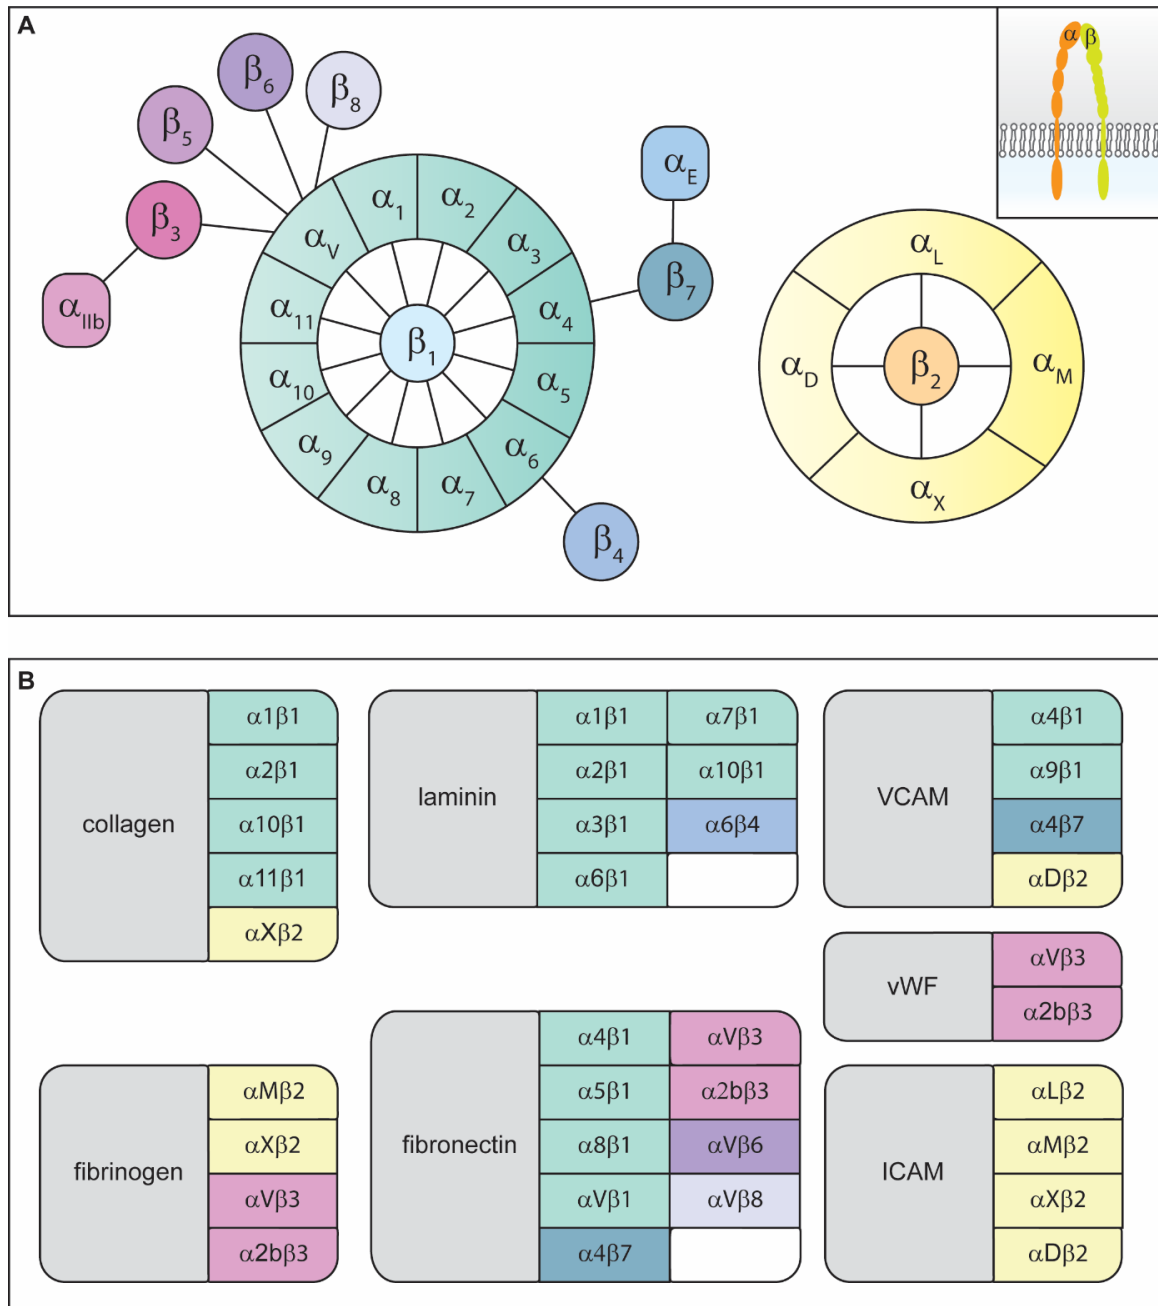 A
α β
β6
β8
β5
αE
β3
α1
α2
αV
α3
αL
αIIb
α11
α4
β7
β1
αD
β2
αM
α10
α5
α9
α6
α8
α7
αX
β4
B
collagen
α1β1
α2β1
α10β1
α11β1
αXβ2
laminin
α1β1 α7β1
α2β1 α10β1
α3β1 α6β4
α6β1
VCAM
α4β1
α9β1
α4β7
αDβ2
vWF
αVβ3
α2bβ3
fibrinogen
αMβ2
αXβ2
αVβ3
α2bβ3
fibronectin
α4β1 αVβ3
α5β1 α2bβ3
α8β1 αVβ6
αVβ1 αVβ8
α4β7
ICAM
αLβ2
αMβ2
αXβ2
αDβ2